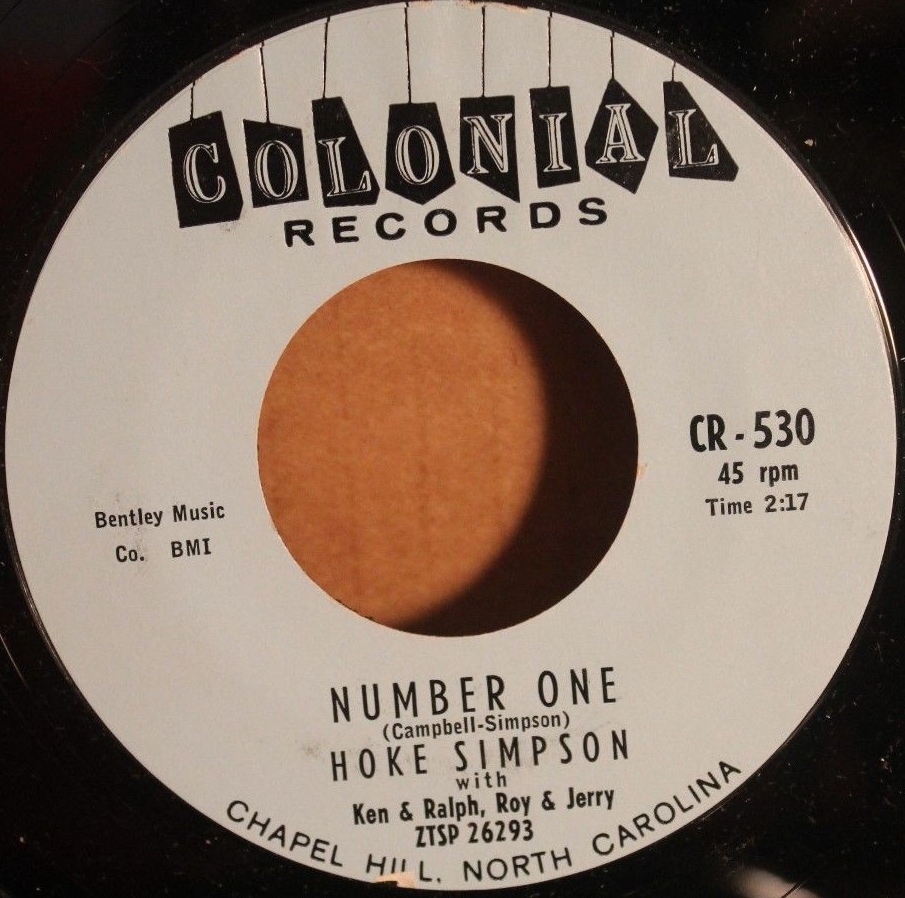 COLONIAL
RECORDS
CR - 530
45 rpm
Time 2:17
Bentley Music
Co. BMI
NUMBER ONE
(Campbell-Simpson)
HOKE SIMPSON
with
Ken & Ralph, Roy & Jerry
ZTSP 26293
CHAPEL HILL, NORTH CAROLINA